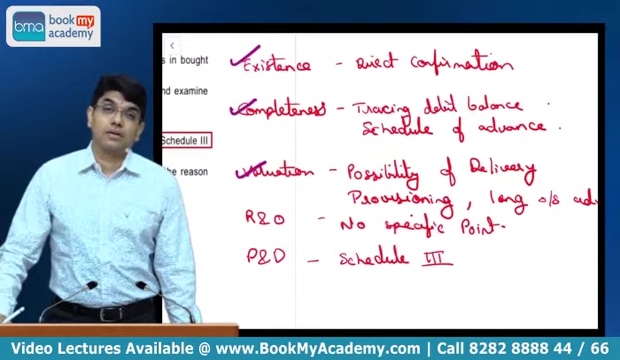 bma book my academy
s in bought
nd examine
Schedule III
the reason
Existence - Direct Confirmation
Completeness - Tracing debit balance
Schedule of advance .
Valuation - Possibility of Delivery
Provisioning, long o/s adv
R&O - No specific Point.
P&D - Schedule III
Video Lectures Available @ www.BookMyAcademy.com | Call 8282 8888 44 / 66